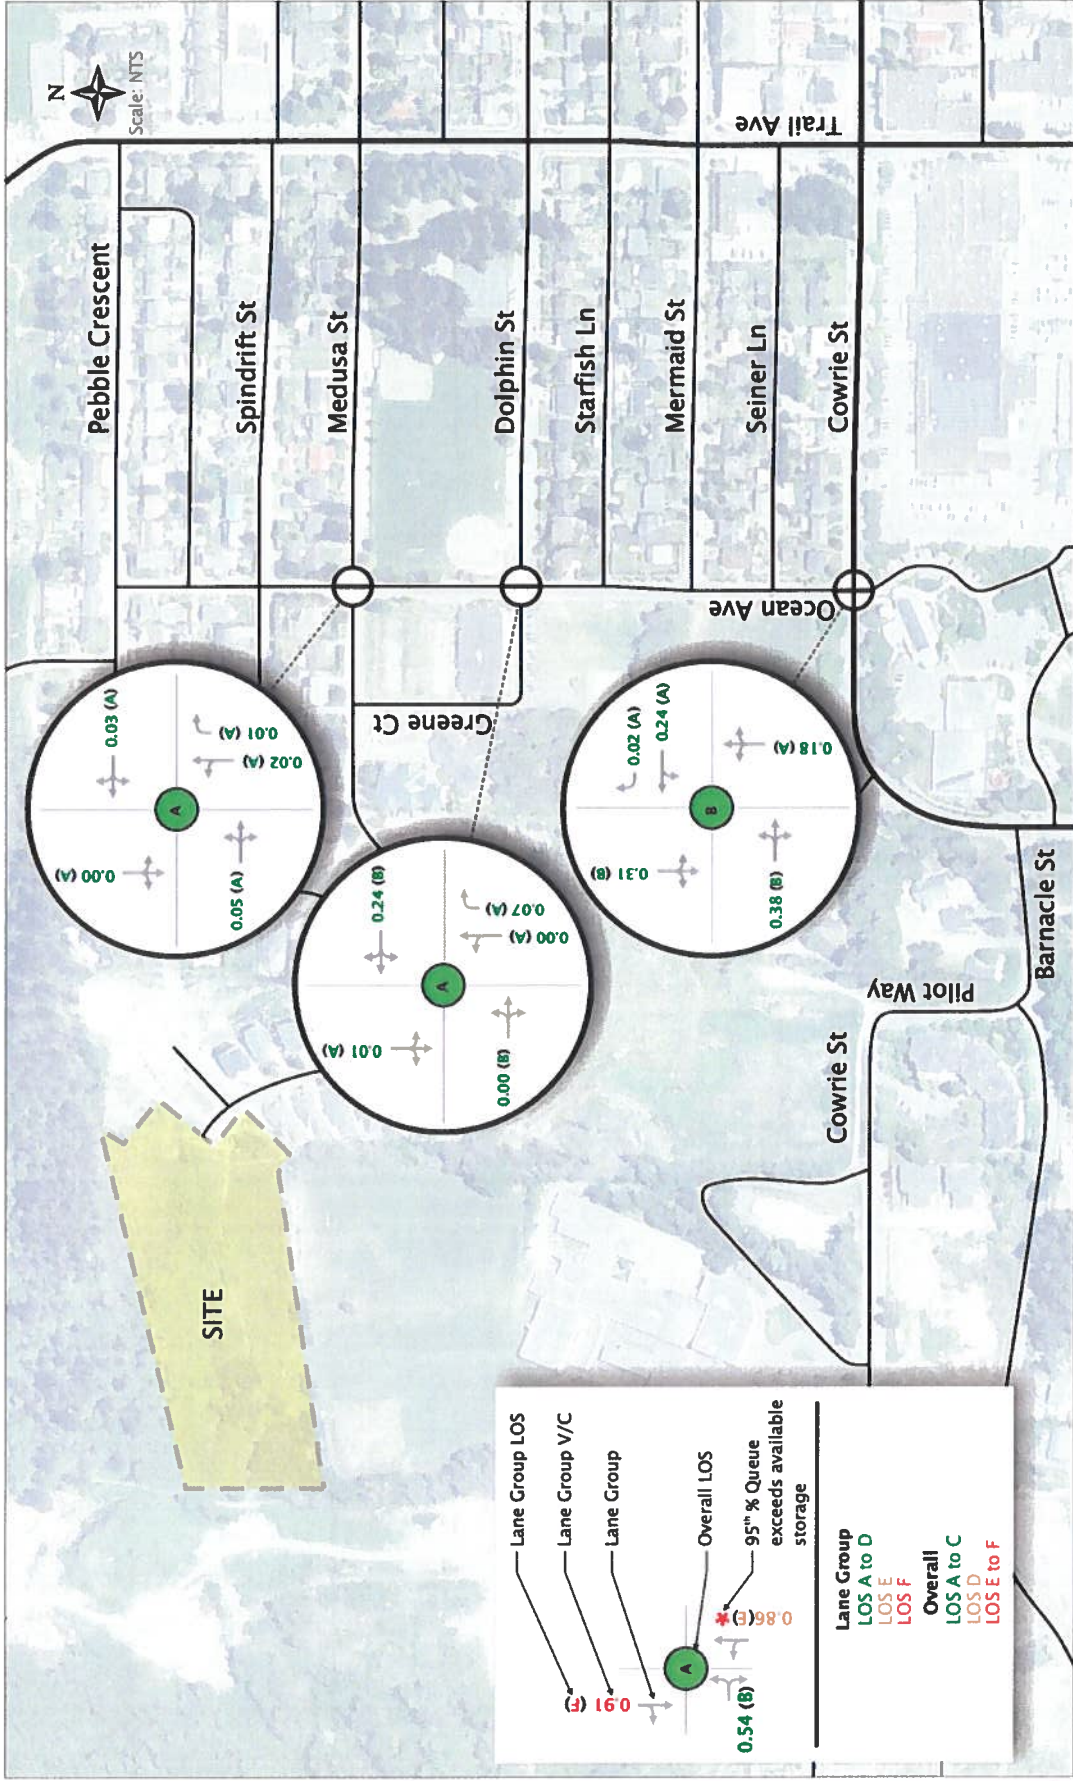 N
Scale: NTS
Pebble Crescent
Spindrift St
Medusa St
Dolphin St
Starfish Ln
Mermaid St
Seiner Ln
Cowrie St
Trail Ave
Ocean Ave
Greene Ct
Pilot Way
Barnacle St
Cowrie St
SITE
0.00 (A)
0.03 (A)
A
0.05 (A)
0.02 (A)
0.01 (A)
0.01 (A)
0.24 (B)
A
0.00 (B)
0.00 (A)
0.07 (A)
0.31 (B)
0.02 (A)
0.24 (A)
B
0.38 (B)
0.18 (A)
Lane Group LOS
Lane Group V/C
Lane Group
Overall LOS
95th % Queue
exceeds available
storage
0.91 (F)
A
0.54 (B)
0.86 (E)
Lane Group
LOS A to D
LOS E
LOS F
Overall
LOS A to C
LOS D
LOS E to F